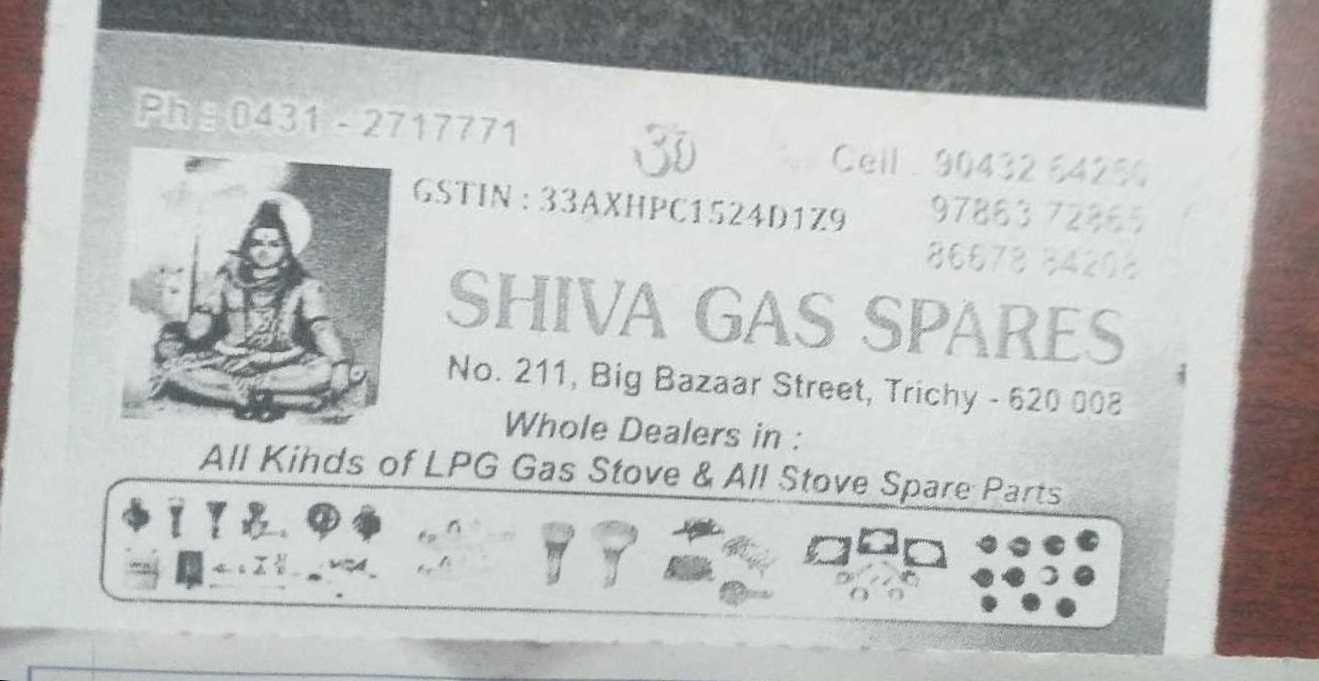 Ph : 0431 - 2717771
ॐ
Cell : 90432 64250
97863 72865
86678 84208
GSTIN : 33AXHPC1524D1Z9
SHIVA GAS SPARES
No. 211, Big Bazaar Street, Trichy - 620 008
Whole Dealers in :
All Kinds of LPG Gas Stove & All Stove Spare Parts